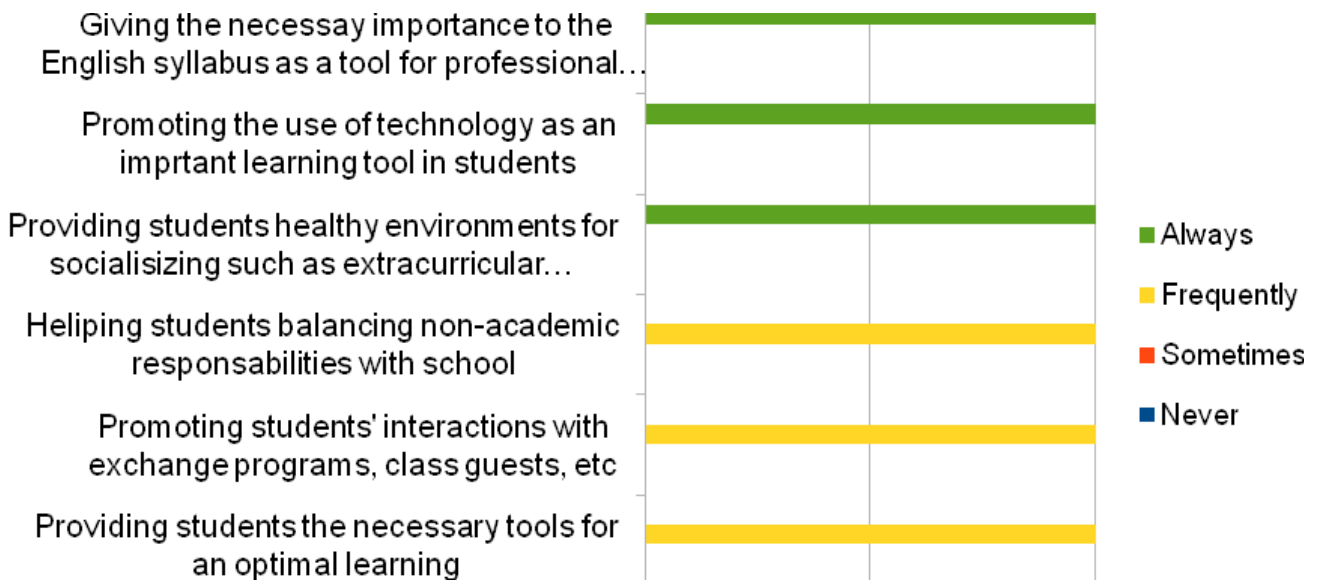 Giving the necessay importance to the
English syllabus as a tool for professional…
Promoting the use of technology as an
imprtant learning tool in students
Providing students healthy environments for
socialisizing such as extracurricular…
Heliping students balancing non-academic
responsabilities with school
Promoting students' interactions with
exchange programs, class guests, etc
Providing students the necessary tools for
an optimal learning
Always
Frequently
Sometimes
Never